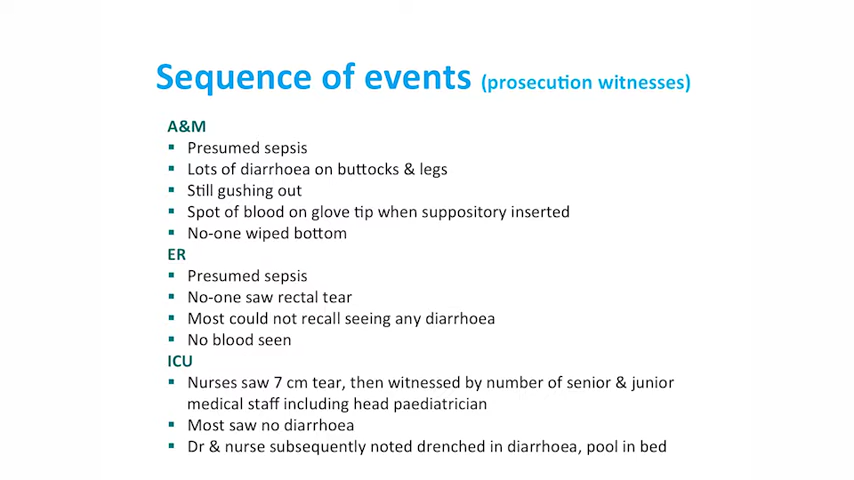 Sequence of events (prosecution witnesses)
A&M
▪ Presumed sepsis
▪ Lots of diarrhoea on buttocks & legs
▪ Still gushing out
▪ Spot of blood on glove tip when suppository inserted
▪ No-one wiped bottom
ER
▪ Presumed sepsis
▪ No-one saw rectal tear
▪ Most could not recall seeing any diarrhoea
▪ No blood seen
ICU
▪ Nurses saw 7 cm tear, then witnessed by number of senior & junior
medical staff including head paediatrician
▪ Most saw no diarrhoea
▪ Dr & nurse subsequently noted drenched in diarrhoea, pool in bed